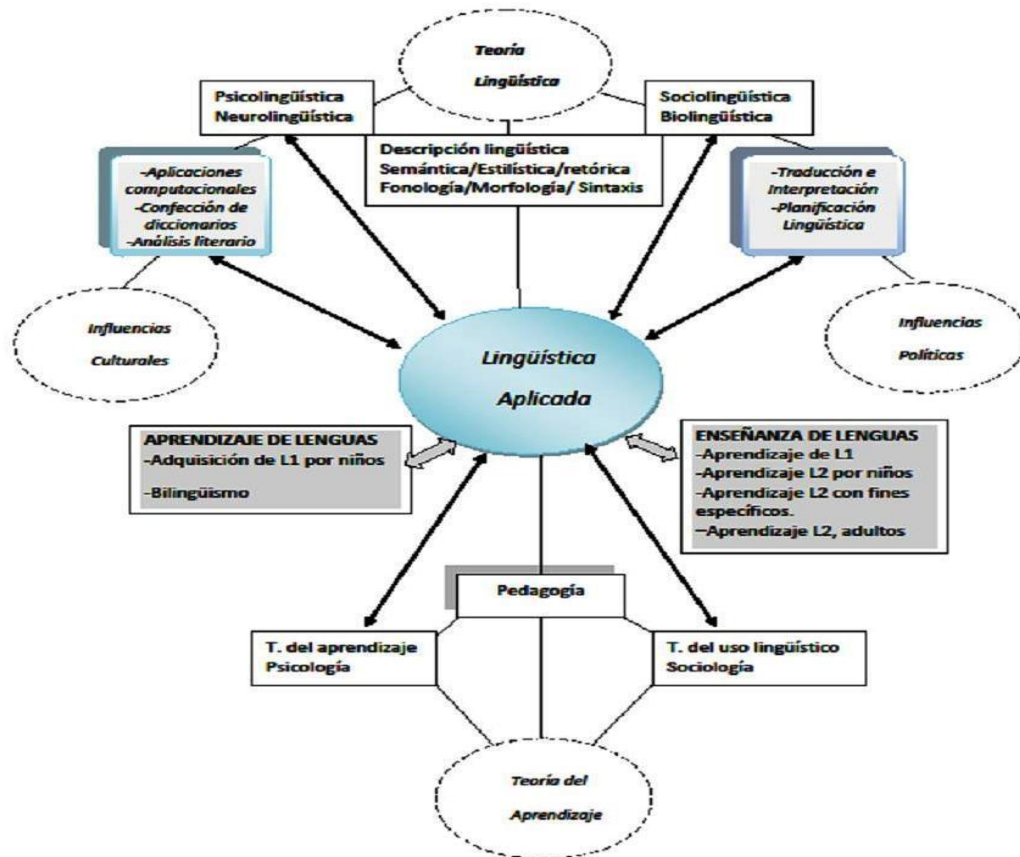 Teoría
Lingüística
Psicolingüística
Neurolingüística
Sociolingüística
Biolingüística
Descripción lingüística
Semántica/Estilística/retórica
Fonología/Morfología/ Sintaxis
-Aplicaciones
computacionales
-Confección de
diccionarios
-Análisis literario
-Traducción e
Interpretación
-Planificación
Lingüística
Influencias
Culturales
Influencias
Políticas
Lingüística
Aplicada
APRENDIZAJE DE LENGUAS
-Adquisición de L1 por niños
-Bilingüismo
ENSEÑANZA DE LENGUAS
-Aprendizaje de L1
-Aprendizaje L2 por niños
-Aprendizaje L2 con fines
específicos.
–Aprendizaje L2, adultos
Pedagogía
T. del aprendizaje
Psicología
T. del uso lingüístico
Sociología
Teoría del
Aprendizaje